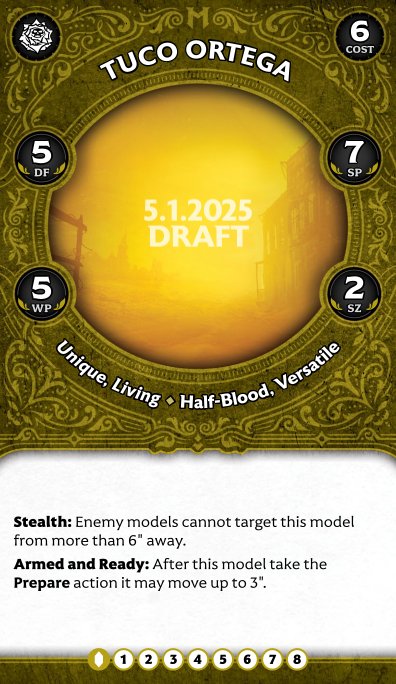 6
COST
TUCO ORTEGA
5
DF
7
SP
5.1.2025
DRAFT
5
WP
2
SZ
Unique, Living ⬥ Half-Blood, Versatile
Stealth: Enemy models cannot target this model
from more than 6" away.
Armed and Ready: After this model take the
Prepare action it may move up to 3".
1 2 3 4 5 6 7 8